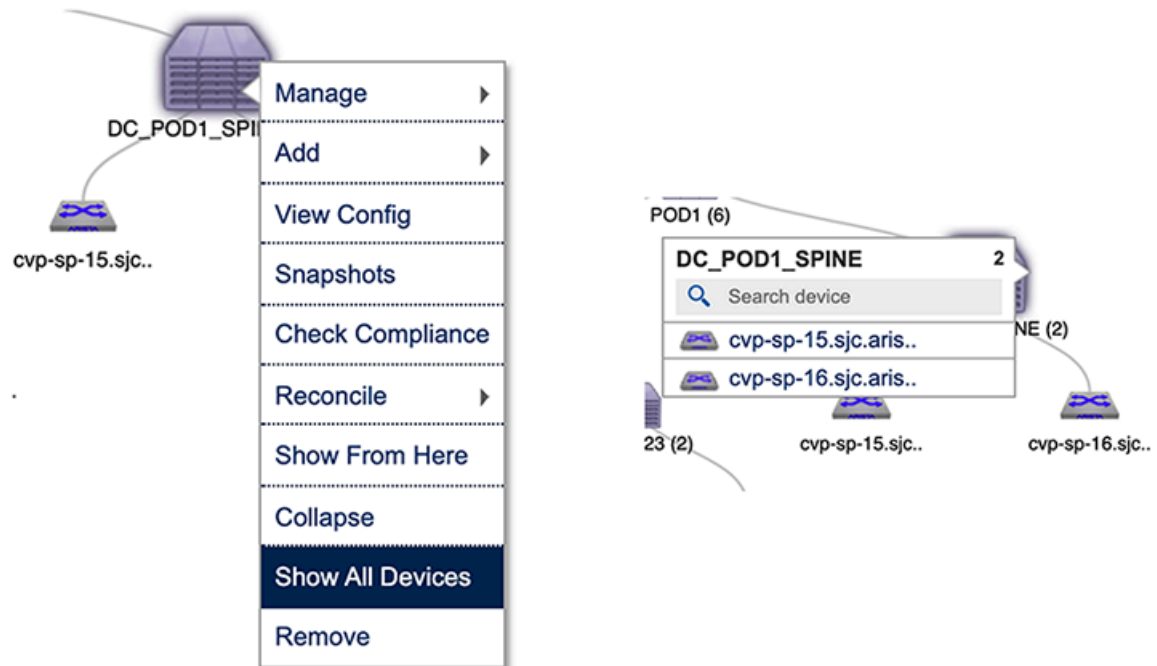 DC_POD1_SPI
cvp-sp-15.sjc..
Manage
Add
View Config
Snapshots
Check Compliance
Reconcile
Show From Here
Collapse
Show All Devices
Remove
POD1 (6)
DC_POD1_SPINE 2
Search device
cvp-sp-15.sjc.aris..
cvp-sp-16.sjc.aris..
NE (2)
23 (2)
cvp-sp-15.sjc..
cvp-sp-16.sjc..